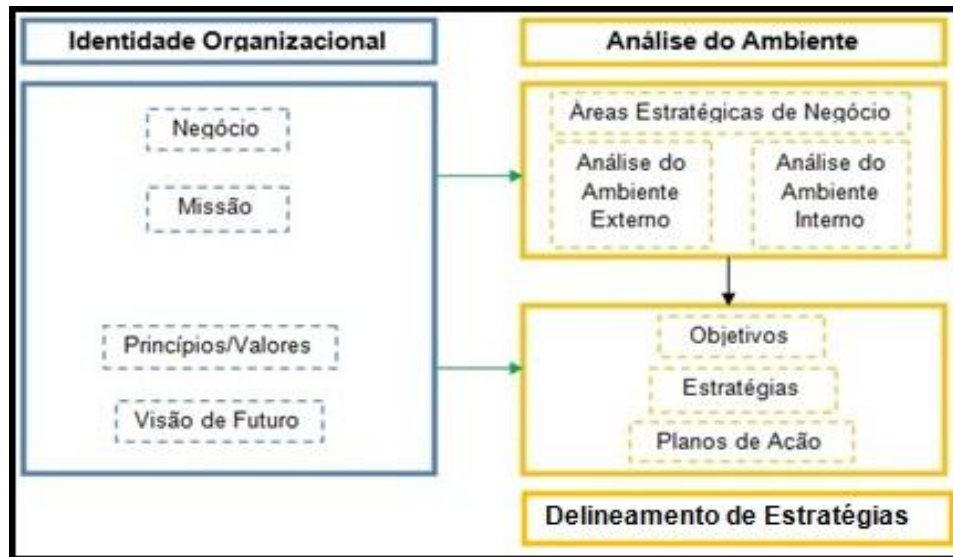 Identidade Organizacional
Negócio
Missão
Princípios/Valores
Visão de Futuro
Análise do Ambiente
Áreas Estratégicas de Negócio
Análise do
Ambiente
Externo
Análise do
Ambiente
Interno
Objetivos
Estratégias
Planos de Ação
Delineamento de Estratégias